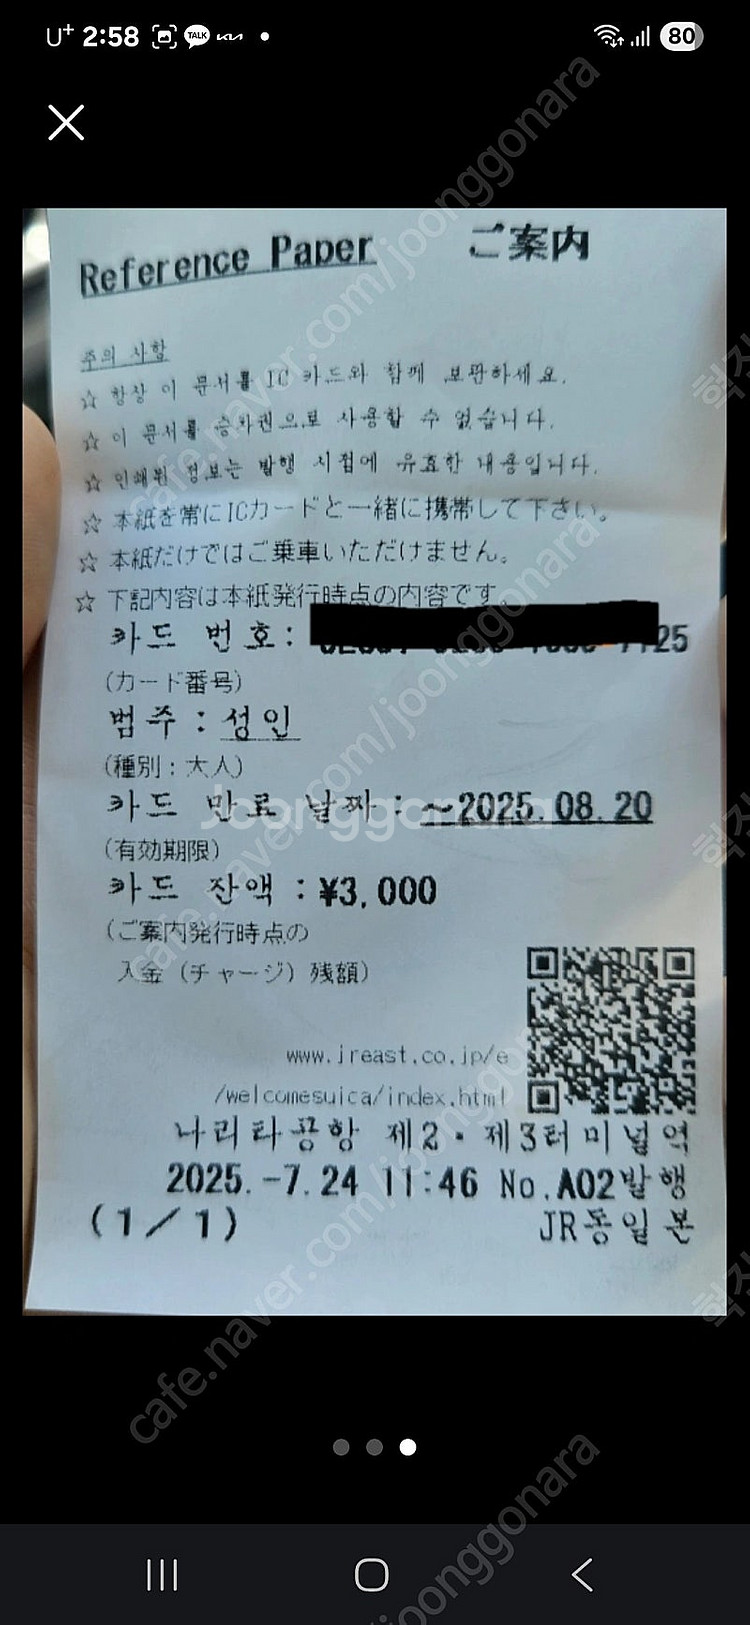 U+ 2:58 TALK KIA 80
Reference Paper ご案内
주의 사항
☆ 항상 이 문서를 IC 카드와 함께 보관하세요.
☆ 이 문서를 승차권으로 사용할 수 없습니다.
☆ 인쇄된 정보는 발행 시점에 유효한 내용입니다.
☆ 本紙を常にICカードと一緒に携帯して下さい。
☆ 本紙だけではご乗車いただけません。
☆ 下記内容は本紙発行時点の内容です。
카드 번호: 25
(カード番号)
범주 : 성인
(種別 : 大人)
카드 만료 날짜 : ~2025.08.20
(有効期限)
카드 잔액 : ¥3,000
(ご案内発行時点の
入金 (チャージ) 残額)
www.jreast.co.jp/e
/welcomesuica/index.html
나리타공항 제2·제3터미널역
2025.-7.24 11:46 No.A02발행
(1/1) JR동일본
Joonggonara
cafe.naver.com/joonggonara
cafe.naver.com/joonggonara
cafe.naver.com/joonggonara